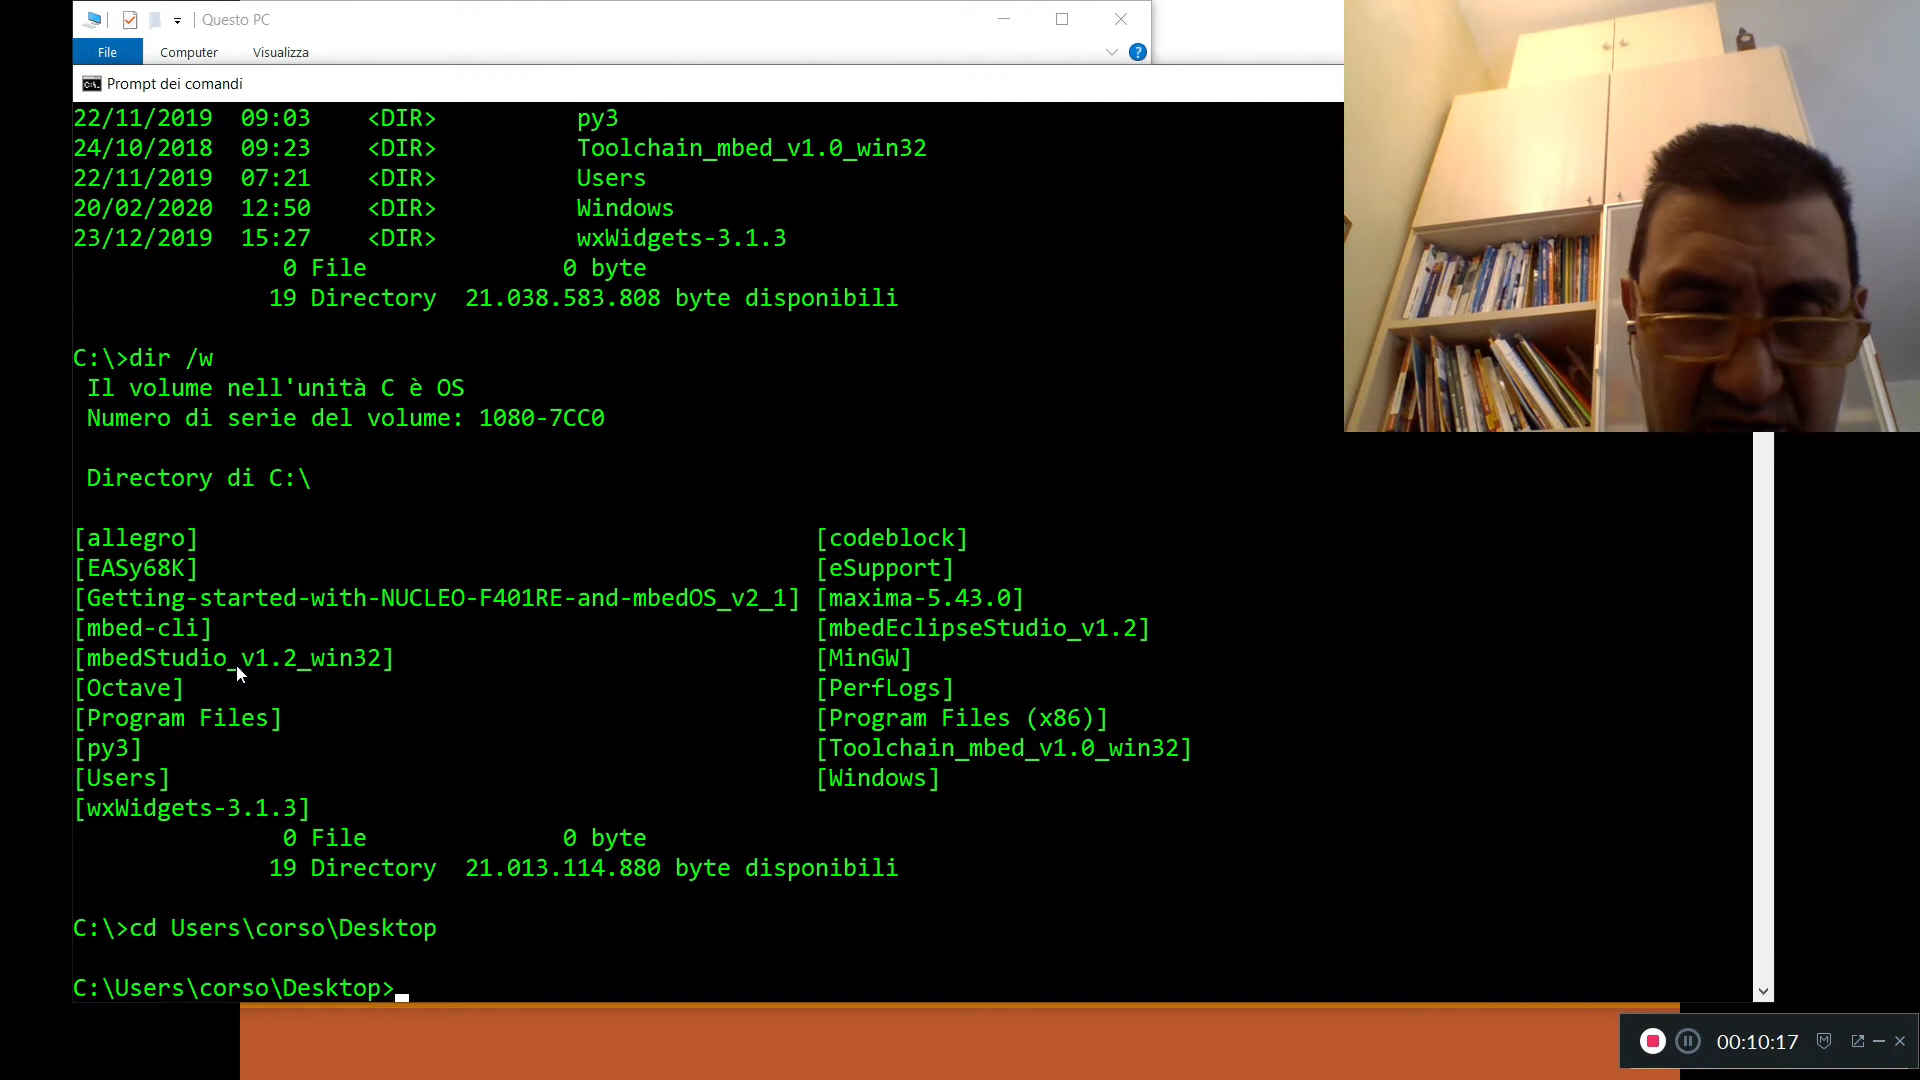 Questo PC
File Computer Visualizza
Prompt dei comandi
22/11/2019 09:03 <DIR> py3
24/10/2018 09:23 <DIR> Toolchain_mbed_v1.0_win32
22/11/2019 07:21 <DIR> Users
20/02/2020 12:50 <DIR> Windows
23/12/2019 15:27 <DIR> wxWidgets-3.1.3
0 File 0 byte
19 Directory 21.038.583.808 byte disponibili
C:\>dir /w
Il volume nell'unità C è OS
Numero di serie del volume: 1080-7CC0
Directory di C:\
[allegro] [codeblock]
[EASy68K] [eSupport]
[Getting-started-with-NUCLEO-F401RE-and-mbedOS_v2_1] [maxima-5.43.0]
[mbed-cli] [mbedEclipseStudio_v1.2]
[mbedStudio_v1.2_win32] [MinGW]
[Octave] [PerfLogs]
[Program Files] [Program Files (x86)]
[py3] [Toolchain_mbed_v1.0_win32]
[Users] [Windows]
[wxWidgets-3.1.3]
0 File 0 byte
19 Directory 21.013.114.880 byte disponibili
C:\>cd Users\corso\Desktop
C:\Users\corso\Desktop>
00:10:17